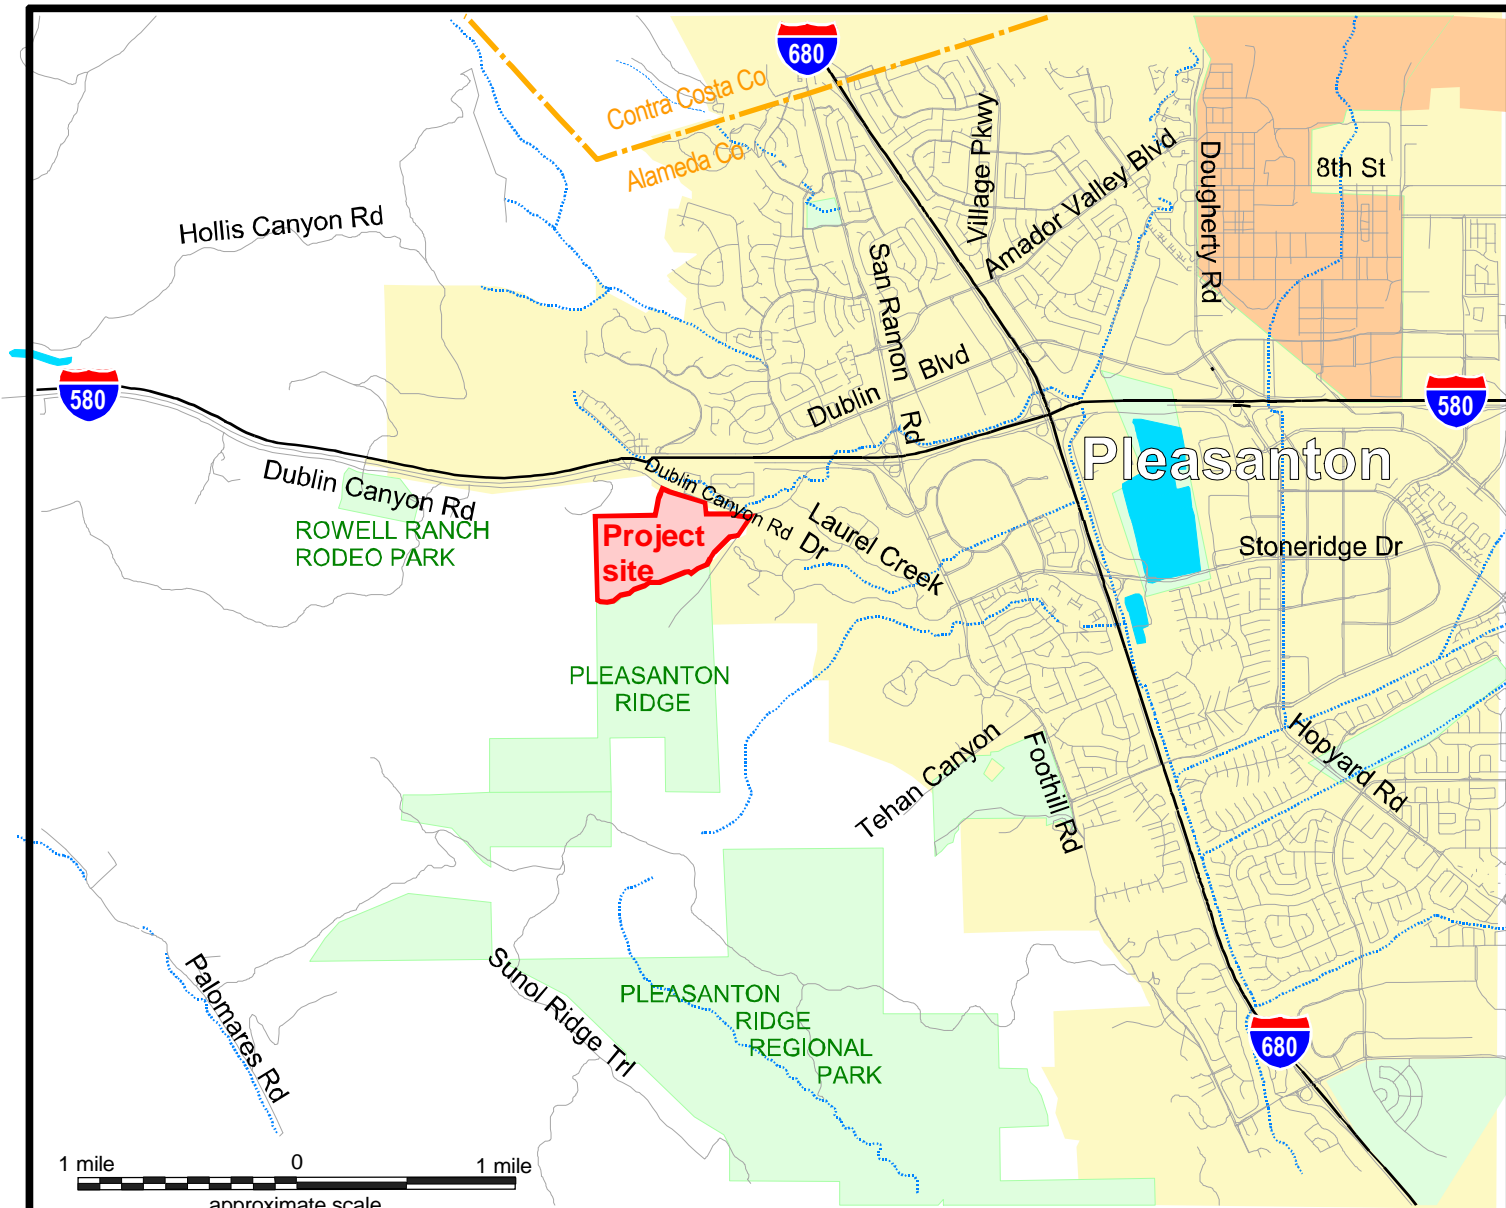 680
Contra Costa Co
Alameda Co
Village Pkwy
Amador Valley Blvd
Dougherty Rd
8th St
Hollis Canyon Rd
San Ramon
Rd
Dublin
Blvd
580
580
Pleasanton
Dublin Canyon Rd
Dublin Canyon Rd
ROWELL RANCH
RODEO PARK
Project
site
Laurel Creek
Dr
Stoneridge Dr
PLEASANTON
RIDGE
Tehan Canyon
Foothill Rd
Hopyard Rd
Palomares Rd
Sunol Ridge Trl
PLEASANTON
RIDGE
REGIONAL
PARK
680
1 mile
0
1 mile
approximate scale